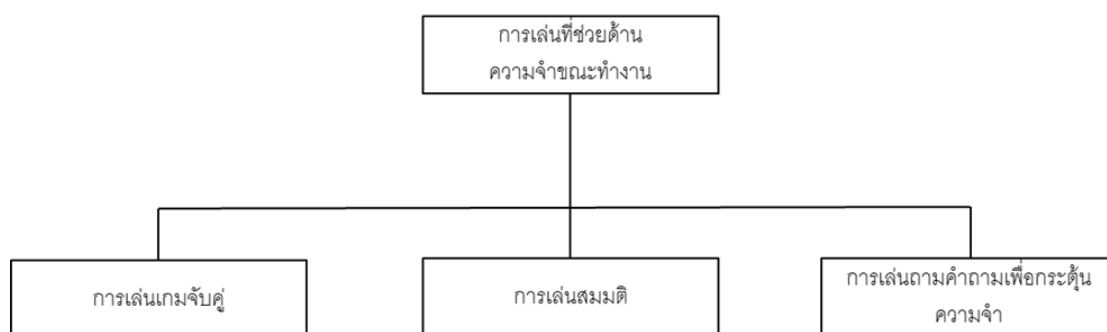 การเล่นที่ช่วยด้าน
ความจำขณะทำงาน
การเล่นเกมจับคู่
การเล่นสมมติ
การเล่นถามคำถามเพื่อกระตุ้น
ความจำ